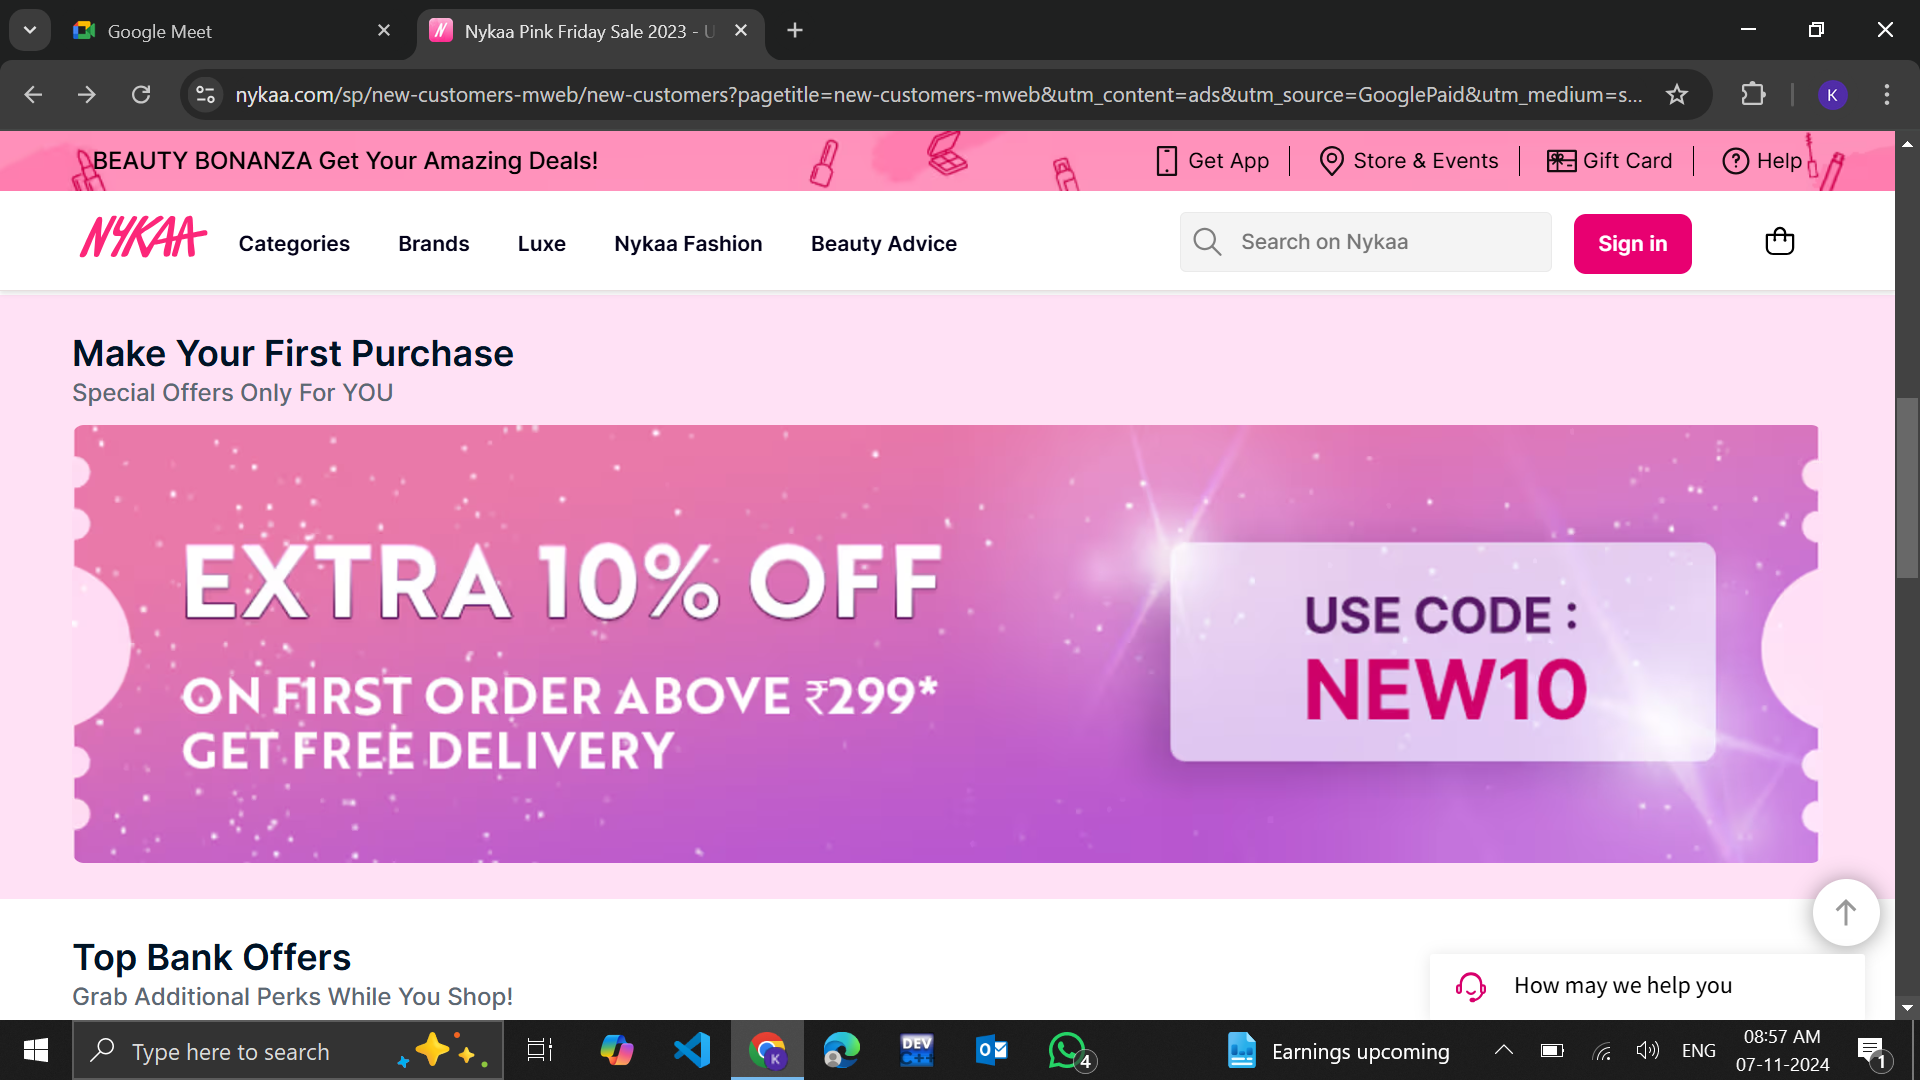 Google Meet
Nykaa Pink Friday Sale 2023 - U
nykaa.com/sp/new-customers-mweb/new-customers?pagetitle=new-customers-mweb&utm_content=ads&utm_source=GooglePaid&utm_medium=s...
K
BEAUTY BONANZA Get Your Amazing Deals!
Get App
Store & Events
Gift Card
Help
NYKAA
Categories
Brands
Luxe
Nykaa Fashion
Beauty Advice
Search on Nykaa
Sign in
Make Your First Purchase
Special Offers Only For YOU
EXTRA 10% OFF
ON FIRST ORDER ABOVE ₹299*
GET FREE DELIVERY
USE CODE :
NEW10
Top Bank Offers
Grab Additional Perks While You Shop!
How may we help you
Type here to search
K
DEV
C++
4
Earnings upcoming
ENG
08:57 AM
07-11-2024
1